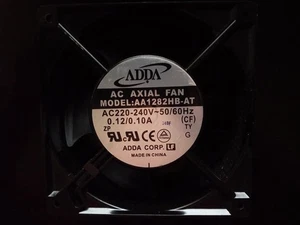 ADDA
AC AXIAL FAN
MODEL:AA1282HB-AT
AC220-240V~50/60Hz
0.12/0.10A (CF)
ZP TY
G
ADDA CORP. LF
MADE IN CHINA